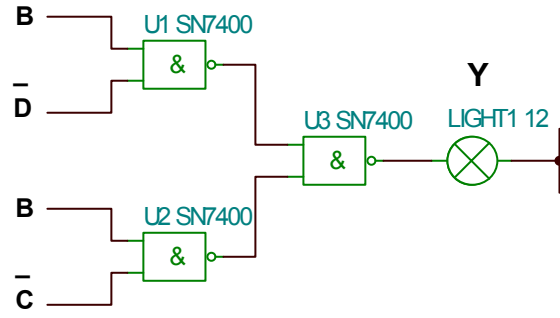 B
U1 SN7400
&
D̅
Y
U3 SN7400
LIGHT1 12
&
B
U2 SN7400
&
C̅